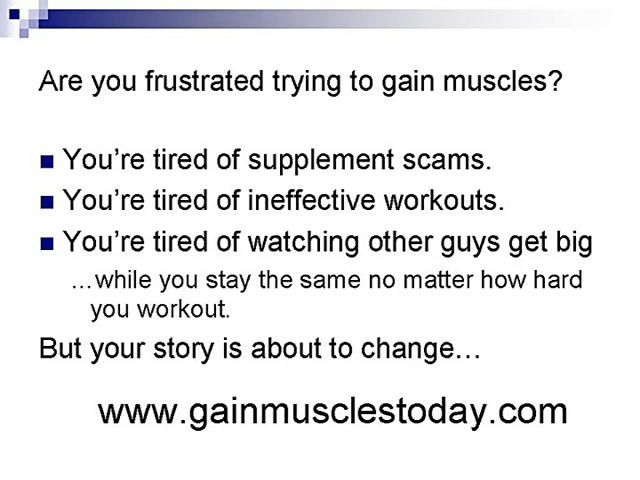 Are you frustrated trying to gain muscles?
You're tired of supplement scams.
You're tired of ineffective workouts.
You're tired of watching other guys get big
...while you stay the same no matter how hard
you workout.
But your story is about to change...
www.gainmusclestoday.com